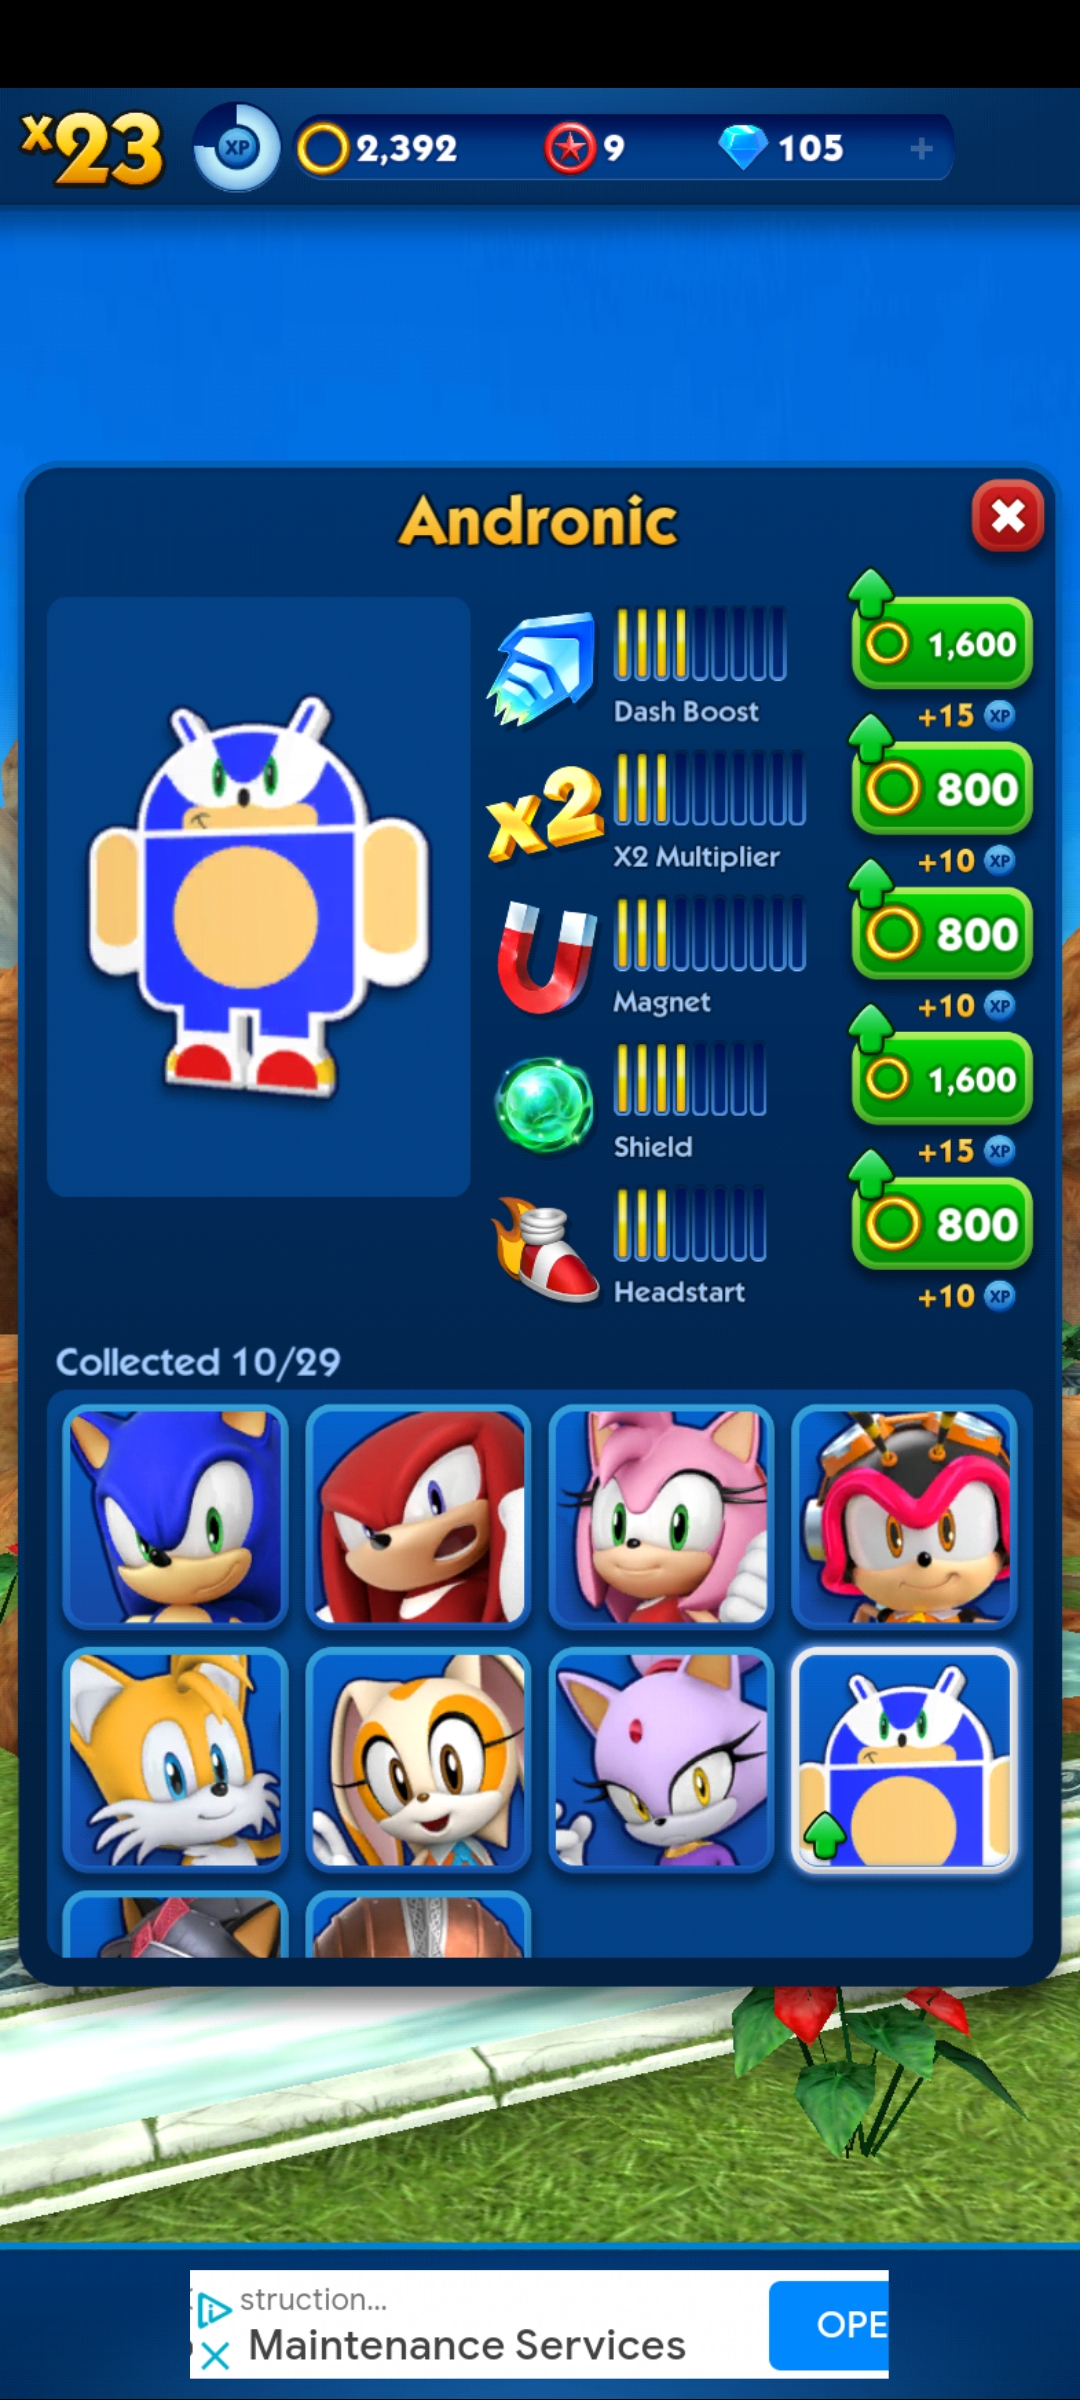 x23 XP 2,392 9 105 +
Andronic
1,600
Dash Boost
+15 XP
x2
800
X2 Multiplier
+10 XP
800
Magnet
+10 XP
1,600
Shield
+15 XP
800
Headstart
+10 XP
Collected 10/29
struction...
Maintenance Services
OPE